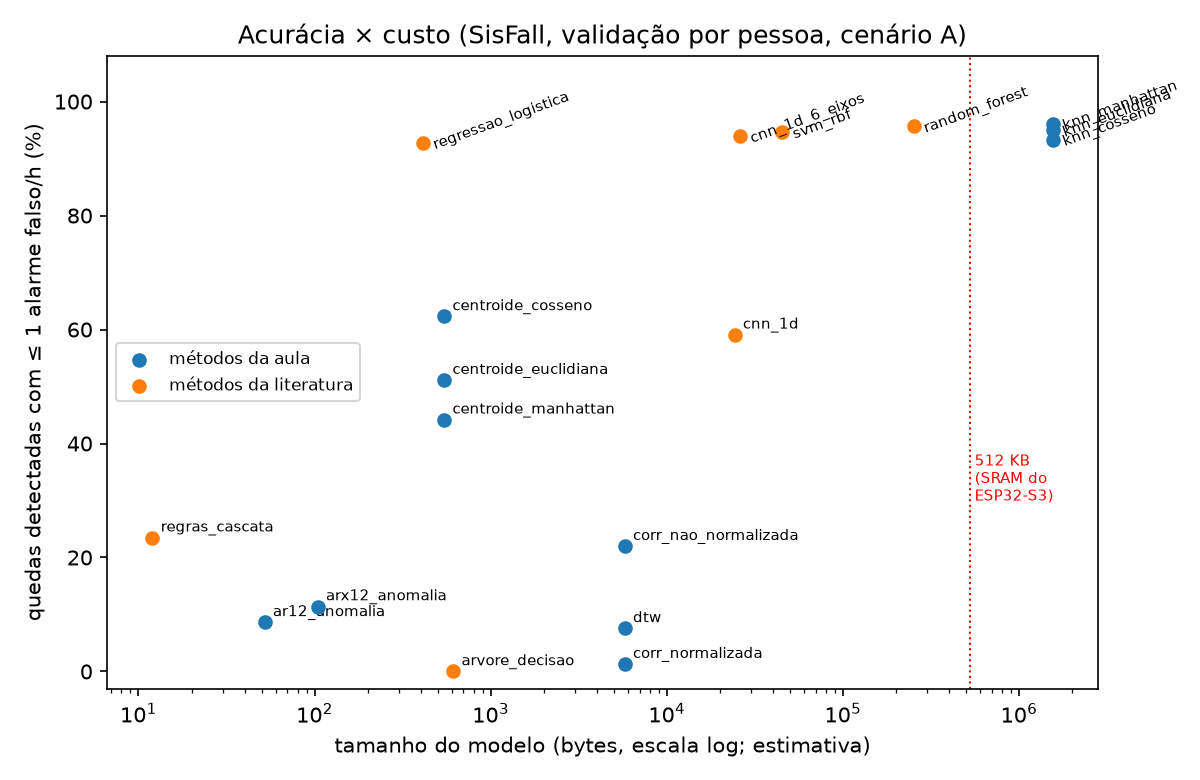 Acurácia × custo (SisFall, validação por pessoa, cenário A)
quedas detectadas com ≤ 1 alarme falso/h (%)
100
80
60
40
20
0
regressao_logistica
cnn_1d_6_eixos
svm_rbf
random_forest
knn_manhattan
knn_euclidiana
knn_cosseno
centroide_cosseno
cnn_1d
centroide_euclidiana
centroide_manhattan
métodos da aula
métodos da literatura
512 KB
(SRAM do
ESP32-S3)
regras_cascata
corr_nao_normalizada
arx12_anomalia
ar12_anomalia
dtw
corr_normalizada
arvore_decisao
10¹
10²
10³
10⁴
10⁵
10⁶
tamanho do modelo (bytes, escala log; estimativa)